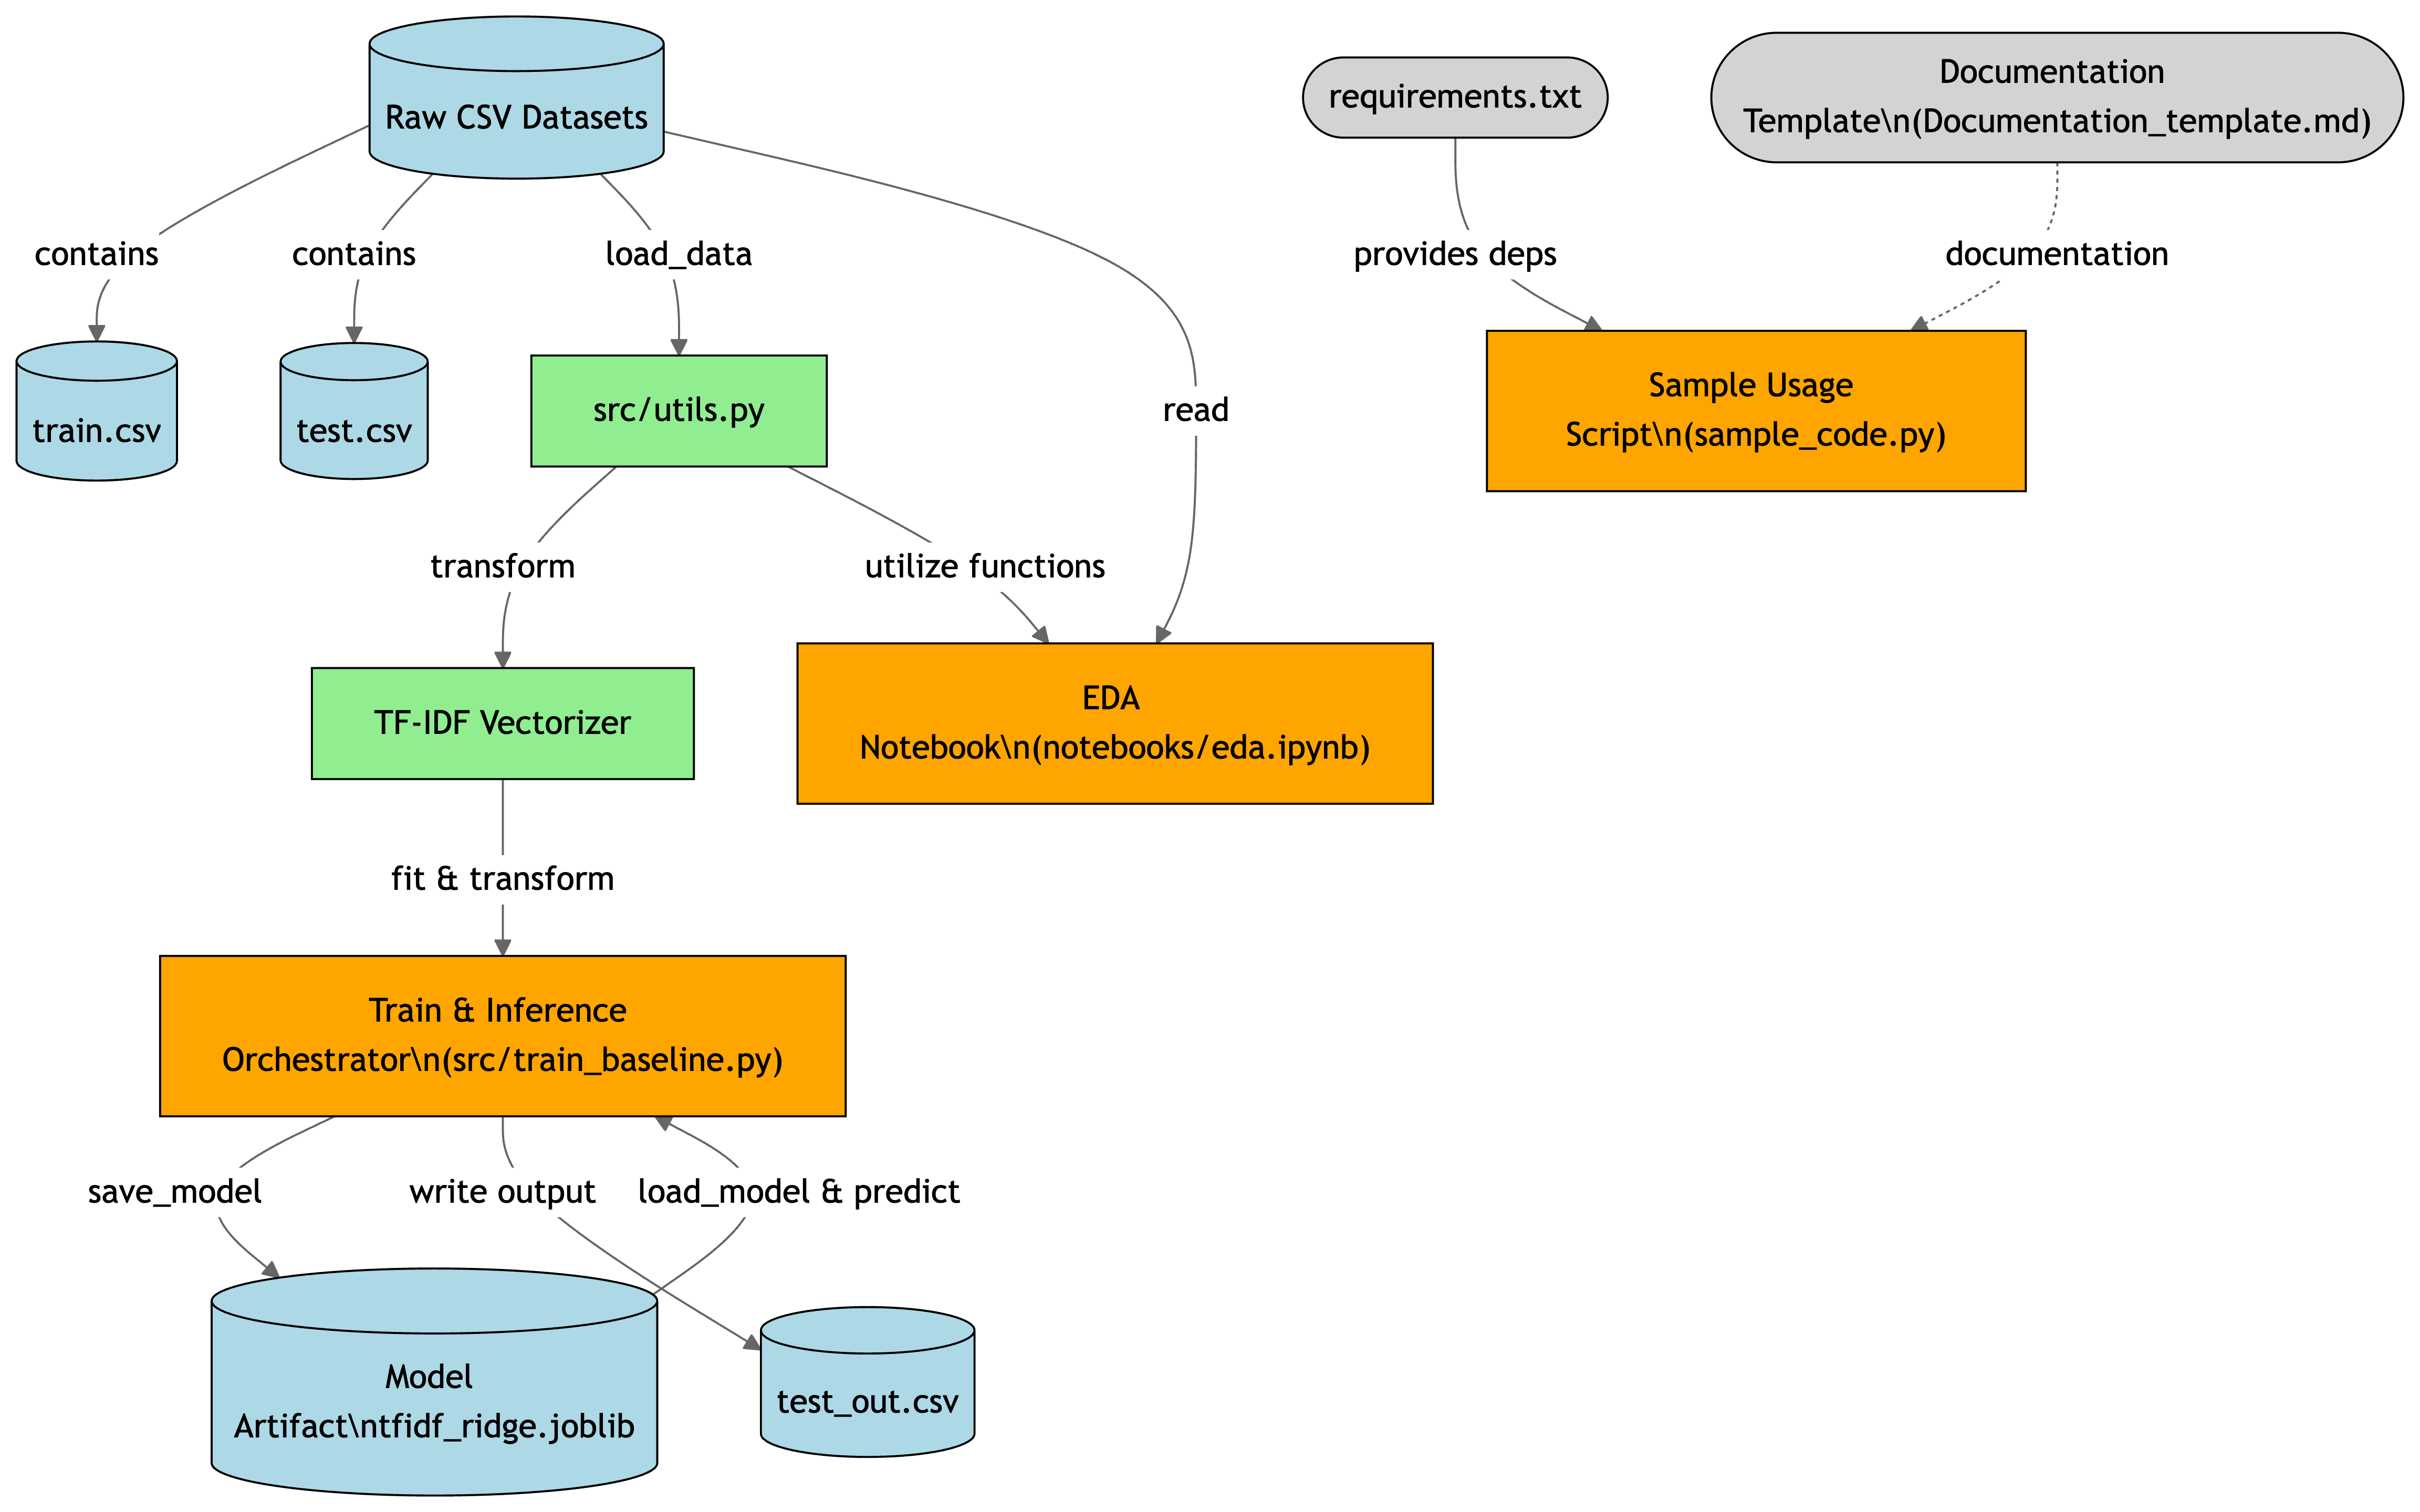 Raw CSV Datasets
requirements.txt
Documentation
Template\n(Documentation_template.md)
contains
contains
load_data
provides deps
documentation
train.csv
test.csv
src/utils.py
read
Sample Usage
Script\n(sample_code.py)
transform
utilize functions
TF-IDF Vectorizer
EDA
Notebook\n(notebooks/eda.ipynb)
fit & transform
Train & Inference
Orchestrator\n(src/train_baseline.py)
save_model
write output
load_model & predict
Model
Artifact\ntfidf_ridge.joblib
test_out.csv